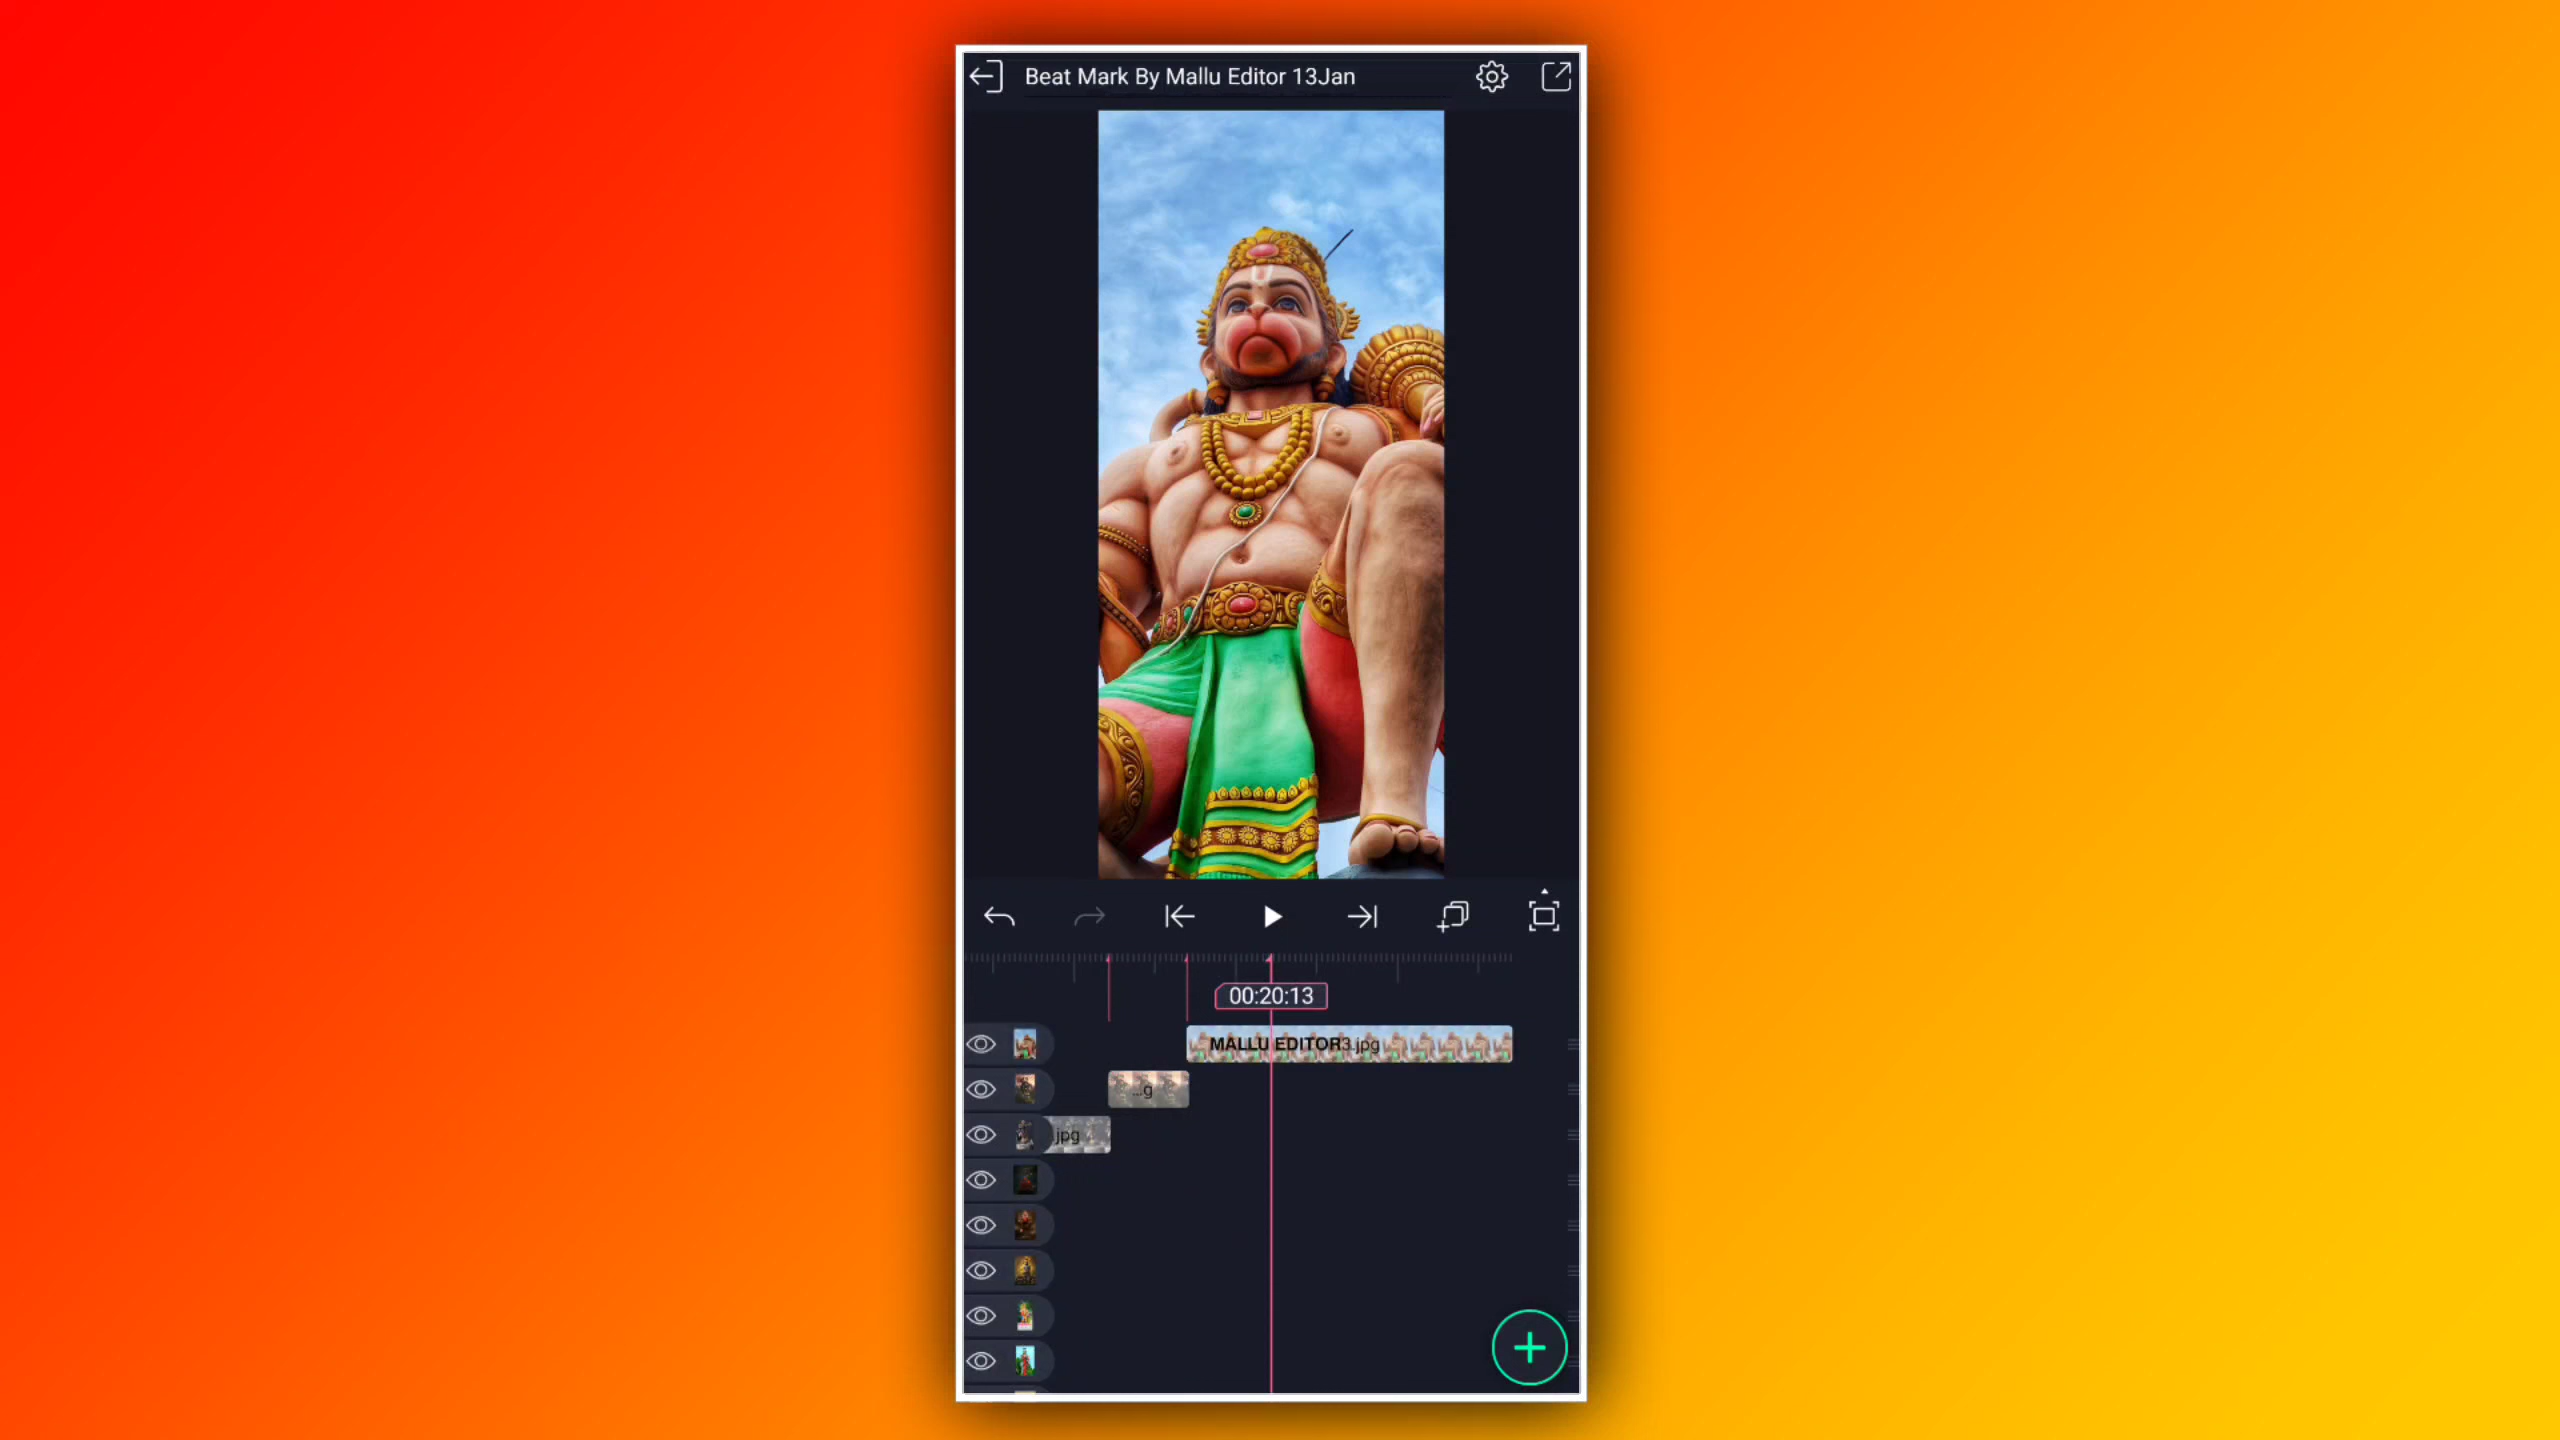 Beat Mark By Mallu Editor 13Jan
00:20:13
MALLU EDITOR3.jpg
...g
.jpg